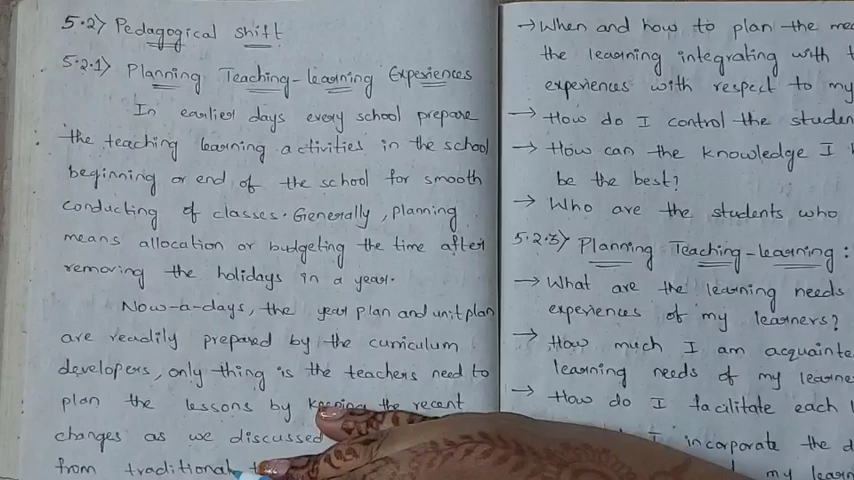 5.2> Pedagogical shift
5.2.1> Planning Teaching-learning Experiences
In earlier days every school prepare
the teaching learning activities in the school
beginning or end of the school for smooth
conducting of classes. Generally, planning
means allocation or budgeting the time after
removing the holidays in a year.
Now-a-days, the year plan and unit plan
are readily prepared by the curriculum
developers, only thing is the teachers need to
plan the lessons by keeping the recent
changes as we discussed
from traditional
→ When and how to plan the
the learning integrating with
experiences with respect to my
→ How do I control the
→ How can the knowledge I
be the best?
→ Who are the students who
5.2.3> Planning Teaching-learning:
→ What are the learning needs
experiences of my learners?
→ How much I am
learning needs of my
→ How do I facilitate each
incorporate the
my